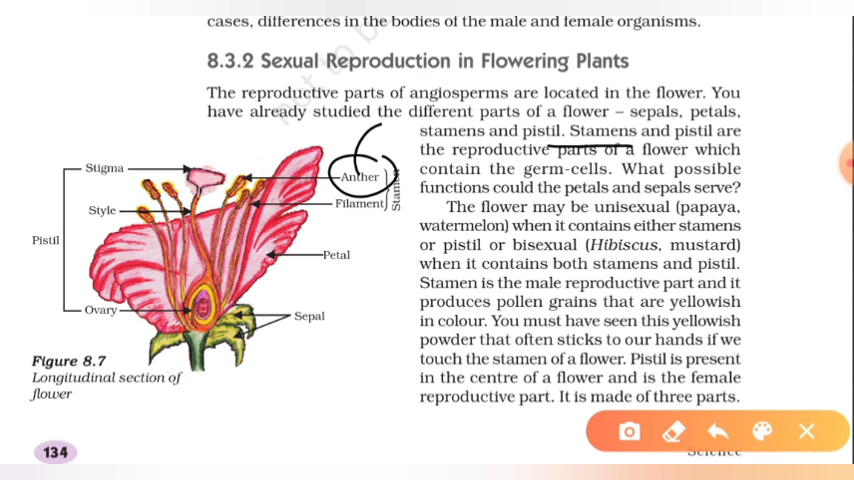 cases, differences in the bodies of the male and female organisms.
8.3.2 Sexual Reproduction in Flowering Plants
The reproductive parts of angiosperms are located in the flower. You
have already studied the different parts of a flower – sepals, petals,
stamens and pistil. Stamens and pistil are
the reproductive parts of a flower which
contain the germ-cells. What possible
functions could the petals and sepals serve?
The flower may be unisexual (papaya,
watermelon) when it contains either stamens
or pistil or bisexual (Hibiscus, mustard)
when it contains both stamens and pistil.
Stamen is the male reproductive part and it
produces pollen grains that are yellowish
in colour. You must have seen this yellowish
powder that often sticks to our hands if we
touch the stamen of a flower. Pistil is present
in the centre of a flower and is the female
reproductive part. It is made of three parts.
Stigma
Style
Pistil
Ovary
Anther
Filament
Stamen
Petal
Sepal
Figure 8.7
Longitudinal section of
flower
134
Science
not to be